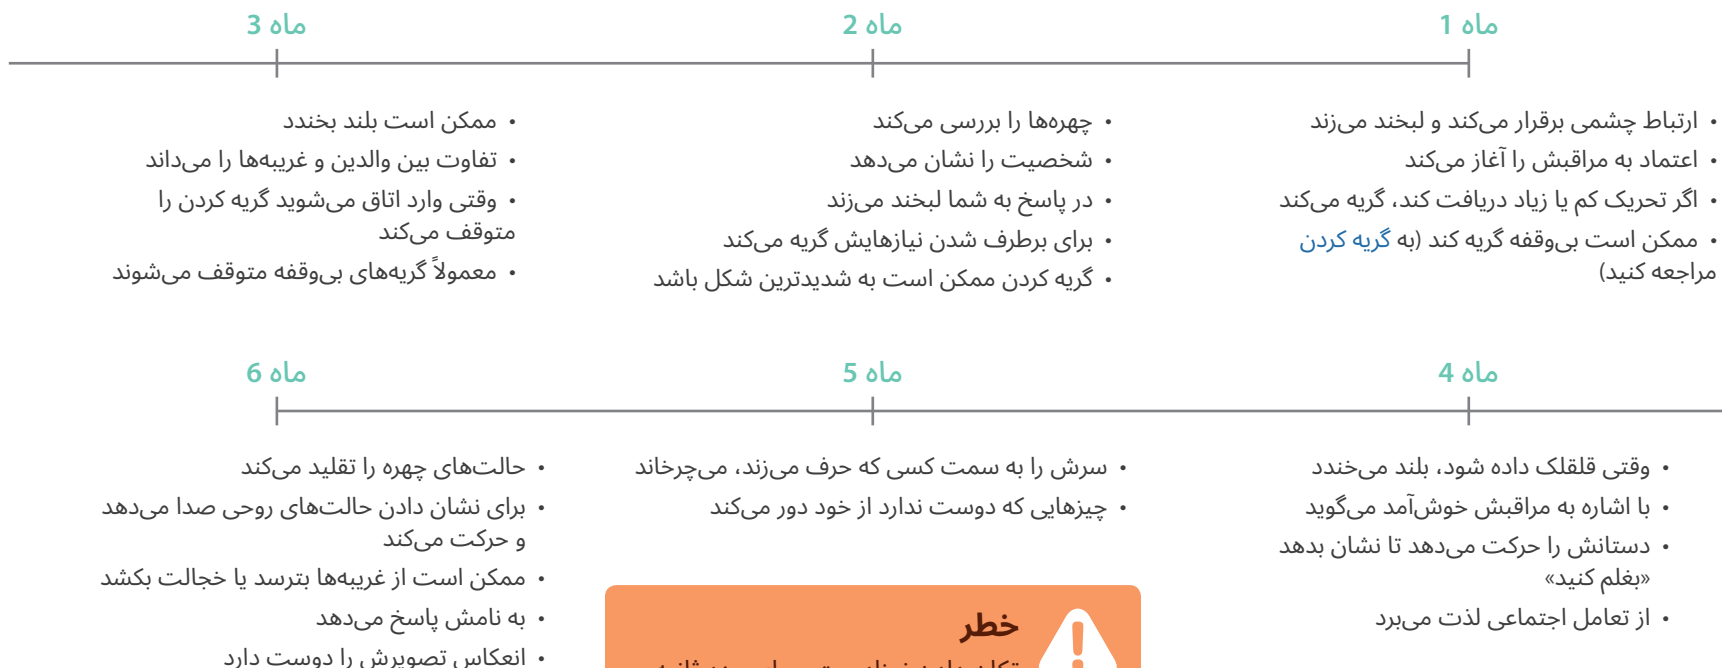 ماه 1
• ارتباط چشمی برقرار می‌کند و لبخند می‌زند
• اعتماد به مراقبش را آغاز می‌کند
• اگر تحریک کم یا زیاد دریافت کند، گریه می‌کند
• ممکن است بی‌وقفه گریه کند (به گریه کردن
مراجعه کنید)
ماه 2
• چهره‌ها را بررسی می‌کند
• شخصیت را نشان می‌دهد
• در پاسخ به شما لبخند می‌زند
• برای برطرف شدن نیازهایش گریه می‌کند
• گریه کردن ممکن است به شدیدترین شکل باشد
ماه 3
• ممکن است بلند بخندد
• تفاوت بین والدین و غریبه‌ها را می‌داند
• وقتی وارد اتاق می‌شوید گریه کردن را
متوقف می‌کند
• معمولاً گریه‌های بی‌وقفه متوقف می‌شوند
ماه 4
• وقتی قلقلک داده شود، بلند می‌خندد
• با اشاره به مراقبش خوش‌آمد می‌گوید
• دستانش را حرکت می‌دهد تا نشان بدهد
«بغلم کنید»
• از تعامل اجتماعی لذت می‌برد
ماه 5
• سرش را به سمت کسی که حرف می‌زند، می‌چرخاند
• چیزهایی که دوست ندارد از خود دور می‌کند
خطر
ماه 6
• حالت‌های چهره را تقلید می‌کند
• برای نشان دادن حالت‌های روحی صدا می‌دهد
و حرکت می‌کند
• ممکن است از غریبه‌ها بترسد یا خجالت بکشد
• به نامش پاسخ می‌دهد
• انعکاس تصویرش را دوست دارد